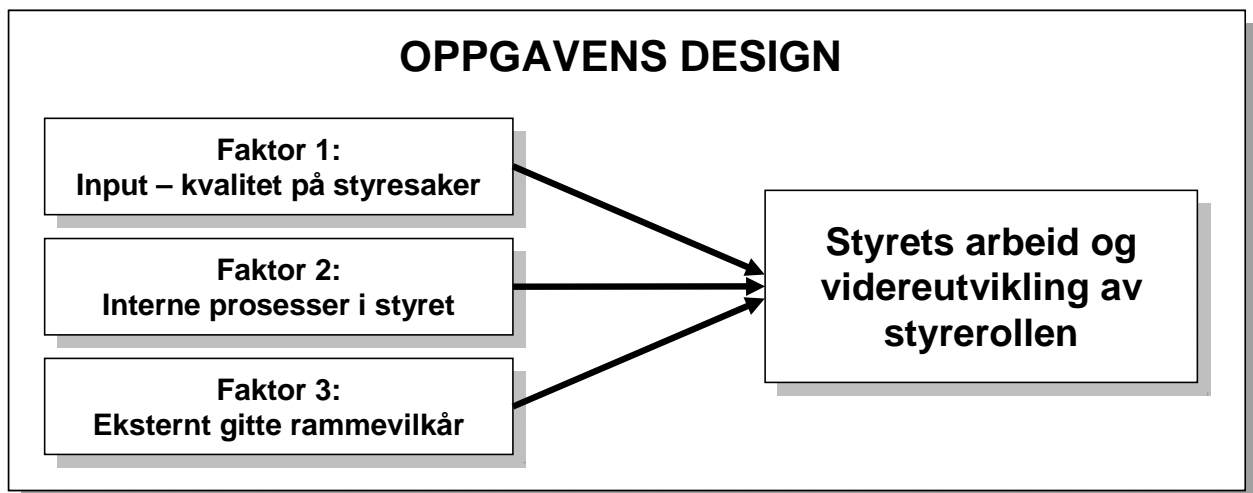 OPPGAVENS DESIGN
Faktor 1:
Input – kvalitet på styresaker
Faktor 2:
Interne prosesser i styret
Faktor 3:
Eksternt gitte rammevilkår
Styrets arbeid og
videreutvikling av
styrerollen